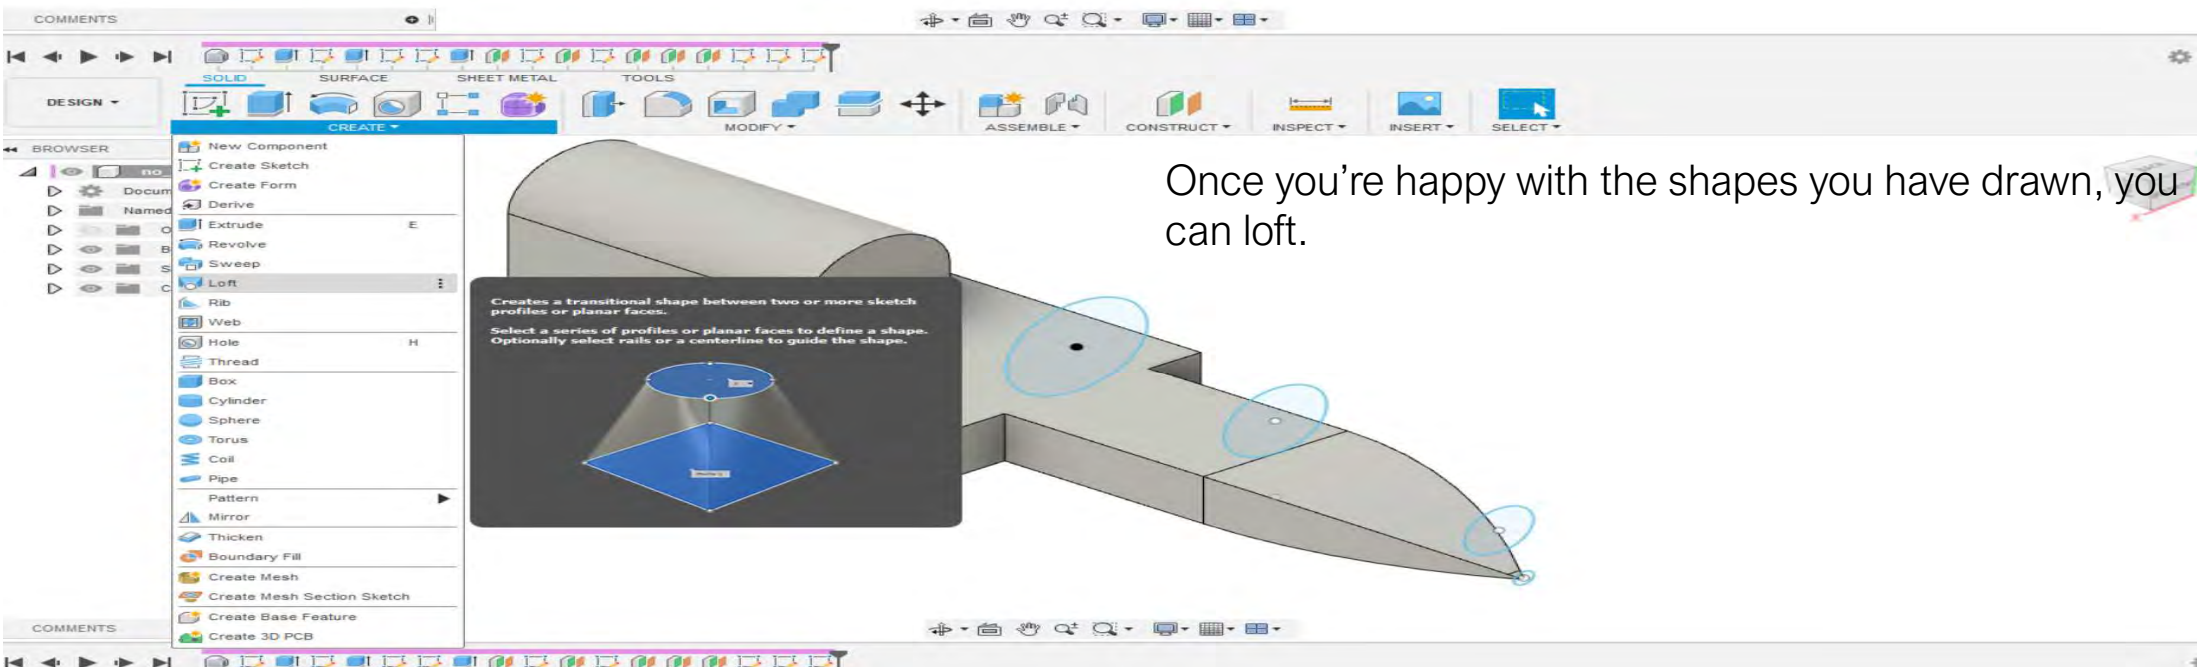 COMMENTS
SOLID SURFACE SHEET METAL TOOLS
DESIGN
CREATE MODIFY ASSEMBLE CONSTRUCT INSPECT INSERT SELECT
BROWSER
no
Docum
Named
O
B
S
C
New Component
Create Sketch
Create Form
Derive
Extrude E
Revolve
Sweep
Loft
Rib
Web
Hole H
Thread
Box
Cylinder
Sphere
Torus
Coil
Pipe
Pattern
Mirror
Thicken
Boundary Fill
Create Mesh
Create Mesh Section Sketch
Create Base Feature
Create 3D PCB
Creates a transitional shape between two or more sketch
profiles or planar faces.
Select a series of profiles or planar faces to define a shape.
Optionally select rails or a centerline to guide the shape.
Once you’re happy with the shapes you have drawn, you
can loft.
COMMENTS